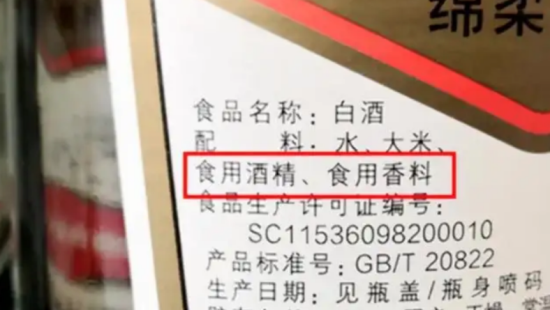 绵柔
食品名称：白酒
配 料：水、大米、
食用酒精、食用香料
食品生产许可证编号：
SC11536098200010
产品标准号：GB/T 20822
生产日期：见瓶盖/瓶身喷码